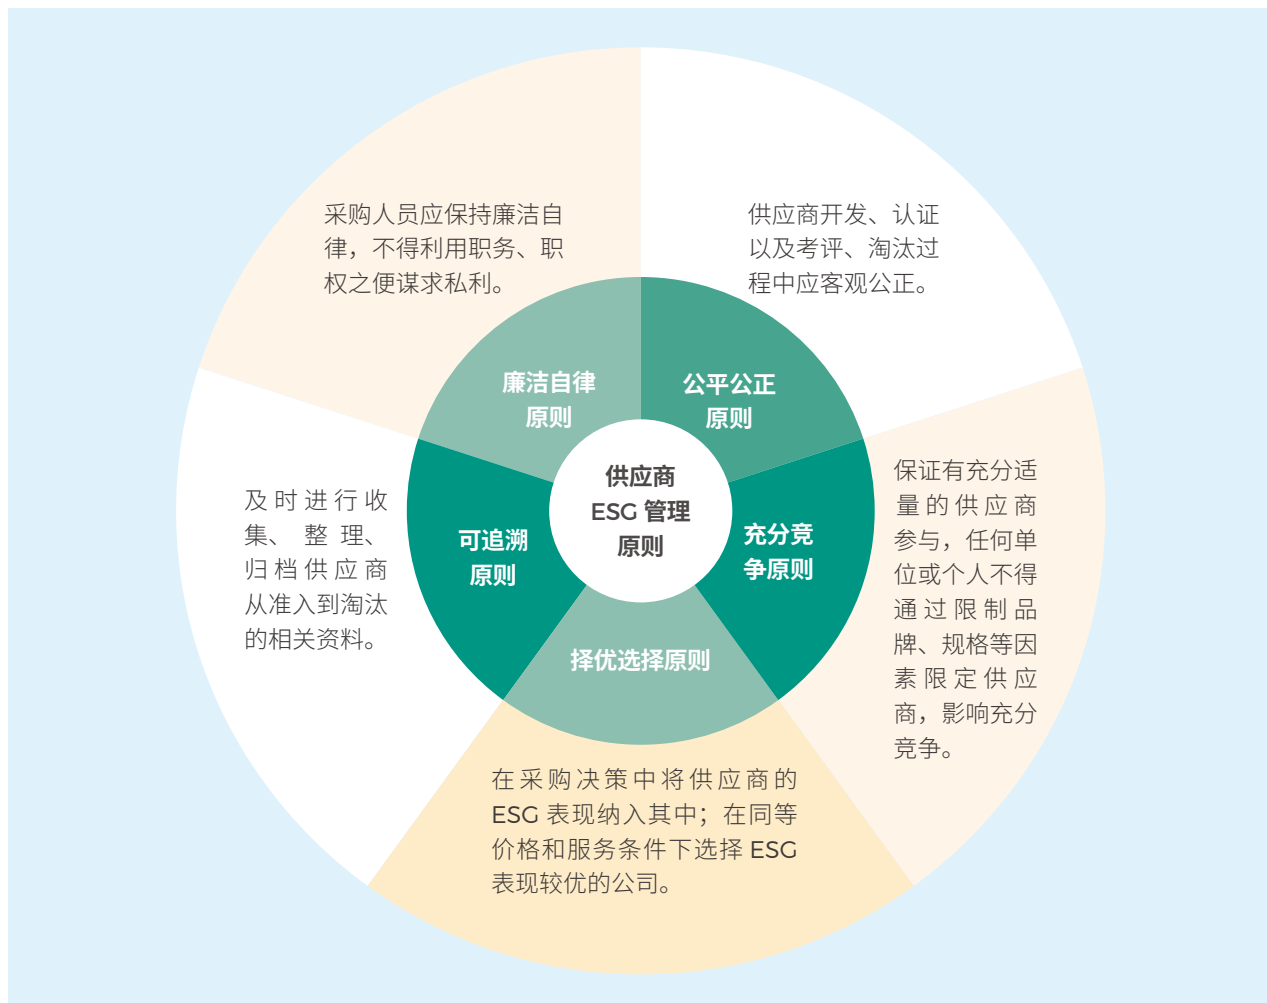 采购人员应保持廉洁自
律，不得利用职务、职
权之便谋求私利。
供应商开发、认证
以及考评、淘汰过
程中应客观公正。
廉洁自律
原则
公平公正
原则
供应商
ESG 管理
原则
可追溯
原则
充分竞
争原则
择优选择原则
及时进行收
集、整理、
归档供应商
从准入到淘汰
的相关资料。
保证有充分适
量的供应商
参与，任何单
位或个人不得
通过限制品
牌、规格等因
素限定供应
商，影响充分
竞争。
在采购决策中将供应商的
ESG 表现纳入其中；在同等
价格和服务条件下选择 ESG
表现较优的公司。